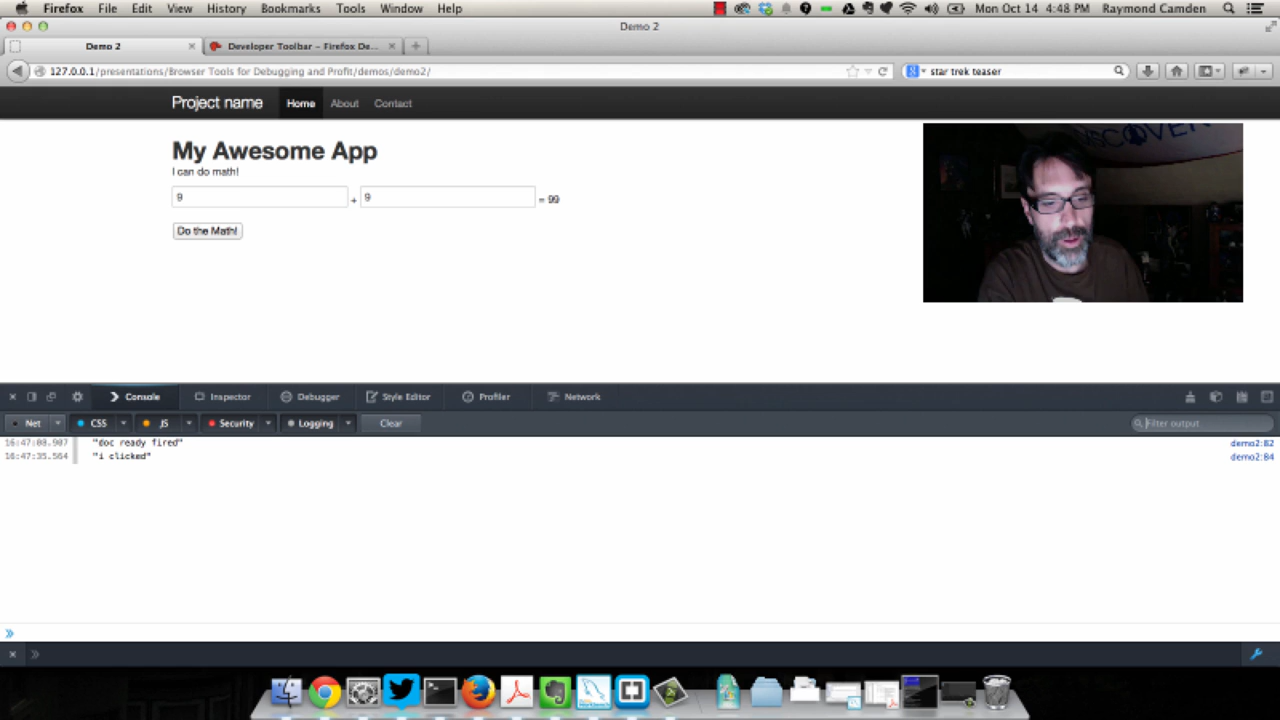 Firefox File Edit View History Bookmarks Tools Window Help Mon Oct 14 4:48 PM Raymond Camden
Demo 2
Demo 2 Developer Toolbar – Firefox De...
127.0.0.1/presentations/Browser Tools for Debugging and Profit/demos/demo2/ star trek teaser
Project name Home About Contact
My Awesome App
I can do math!
9 + 9 = 99
Do the Math!
Console Inspector Debugger Style Editor Profiler Network
Net CSS JS Security Logging Clear Filter output
16:47:08.907 "doc ready fired" demo2:82
16:47:35.564 "i clicked" demo2:84